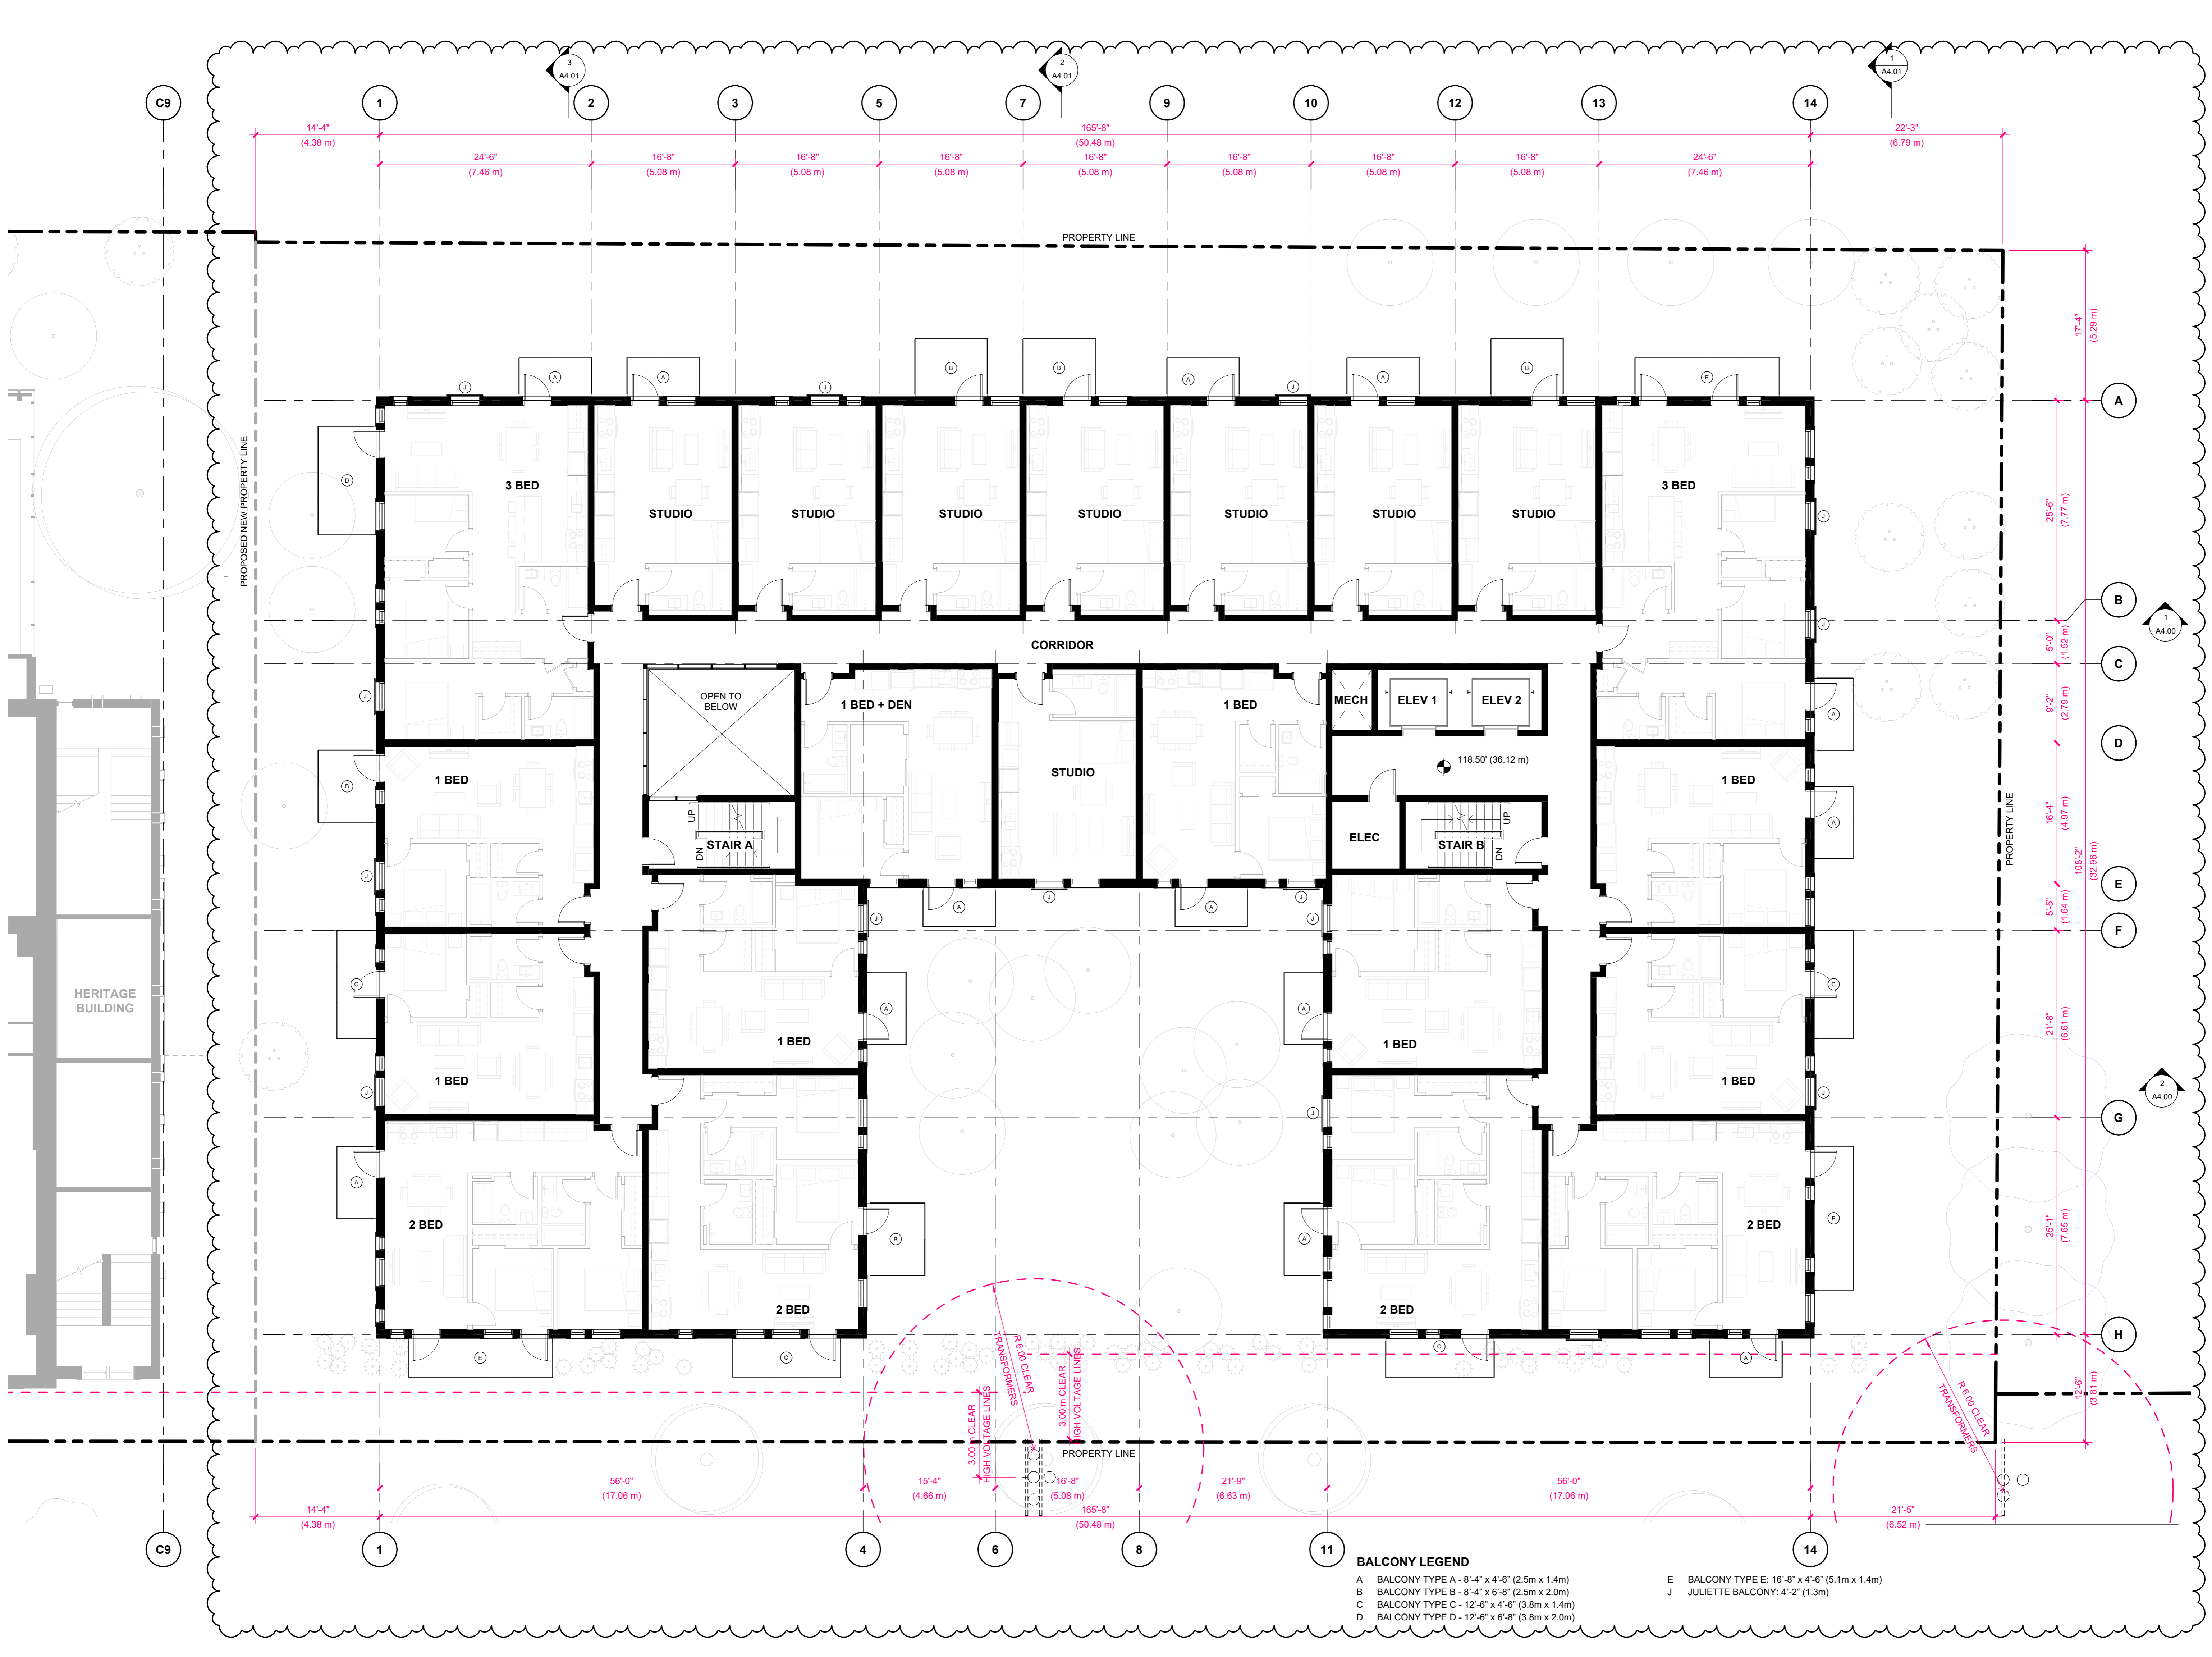 3
A4.01
2
A4.01
1
A4.01
C9
1
2
3
5
7
9
10
12
13
14
14'-4"
(4.38 m)
165'-8"
(50.48 m)
22'-3"
(6.79 m)
24'-6"
(7.46 m)
16'-8"
(5.08 m)
16'-8"
(5.08 m)
16'-8"
(5.08 m)
16'-8"
(5.08 m)
16'-8"
(5.08 m)
16'-8"
(5.08 m)
16'-8"
(5.08 m)
24'-6"
(7.46 m)
PROPERTY LINE
17'-4"
(5.29 m)
J
A
A
J
B
B
A
J
A
B
E
A
PROPOSED NEW PROPERTY LINE
D
3 BED
STUDIO
STUDIO
STUDIO
STUDIO
STUDIO
STUDIO
STUDIO
3 BED
J
25'-6"
(7.77 m)
B
J
1
A4.00
CORRIDOR
5'-0"
(1.52 m)
C
J
OPEN TO
BELOW
1 BED + DEN
1 BED
MECH
ELEV 1
ELEV 2
A
9'-2"
(2.79 m)
D
1 BED
B
STUDIO
118.50' (36.12 m)
1 BED
A
PROPERTY LINE
16'-4"
(4.97 m)
UP
DN
STAIR A
ELEC
STAIR B
UP
DN
108'-2"
(32.96 m)
J
J
A
J
A
J
J
E
5'-5"
(1.64 m)
F
HERITAGE
BUILDING
C
A
A
C
1 BED
1 BED
21'-8"
(6.61 m)
1 BED
1 BED
J
J
J
2
A4.00
G
A
2 BED
B
A
2 BED
E
25'-1"
(7.65 m)
2 BED
2 BED
H
E
C
C
A
R 6.00 CLEAR
TRANSFORMERS
3.00 m CLEAR
HIGH VOLTAGE LINES
3.00 m CLEAR
HIGH VOLTAGE LINES
R 6.00 CLEAR
TRANSFORMERS
12'-6"
(3.81 m)
PROPERTY LINE
56'-0"
(17.06 m)
15'-4"
(4.66 m)
16'-8"
(5.08 m)
21'-9"
(6.63 m)
56'-0"
(17.06 m)
14'-4"
(4.38 m)
165'-8"
(50.48 m)
21'-5"
(6.52 m)
C9
1
4
6
8
11
14
BALCONY LEGEND
A BALCONY TYPE A - 8'-4" x 4'-6" (2.5m x 1.4m)
B BALCONY TYPE B - 8'-4" x 6'-8" (2.5m x 2.0m)
C BALCONY TYPE C - 12'-6" x 4'-6" (3.8m x 1.4m)
D BALCONY TYPE D - 12'-6" x 6'-8" (3.8m x 2.0m)
E BALCONY TYPE E: 16'-8" x 4'-6" (5.1m x 1.4m)
J JULIETTE BALCONY: 4'-2" (1.3m)